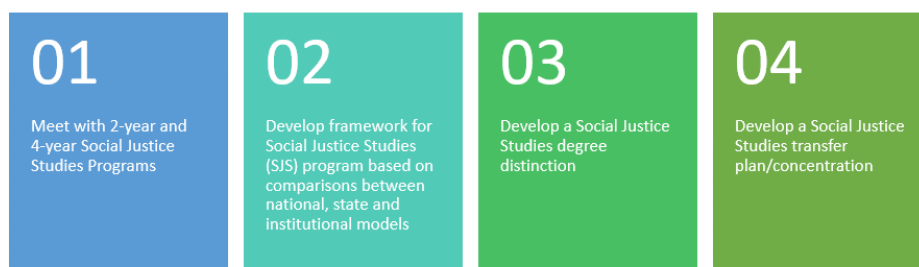 01
Meet with 2-year and
4-year Social Justice
Studies Programs
02
Develop framework for
Social Justice Studies
(SJS) program based on
comparisons between
national, state and
institutional models
03
Develop a Social Justice
Studies degree
distinction
04
Develop a Social Justice
Studies transfer
plan/concentration